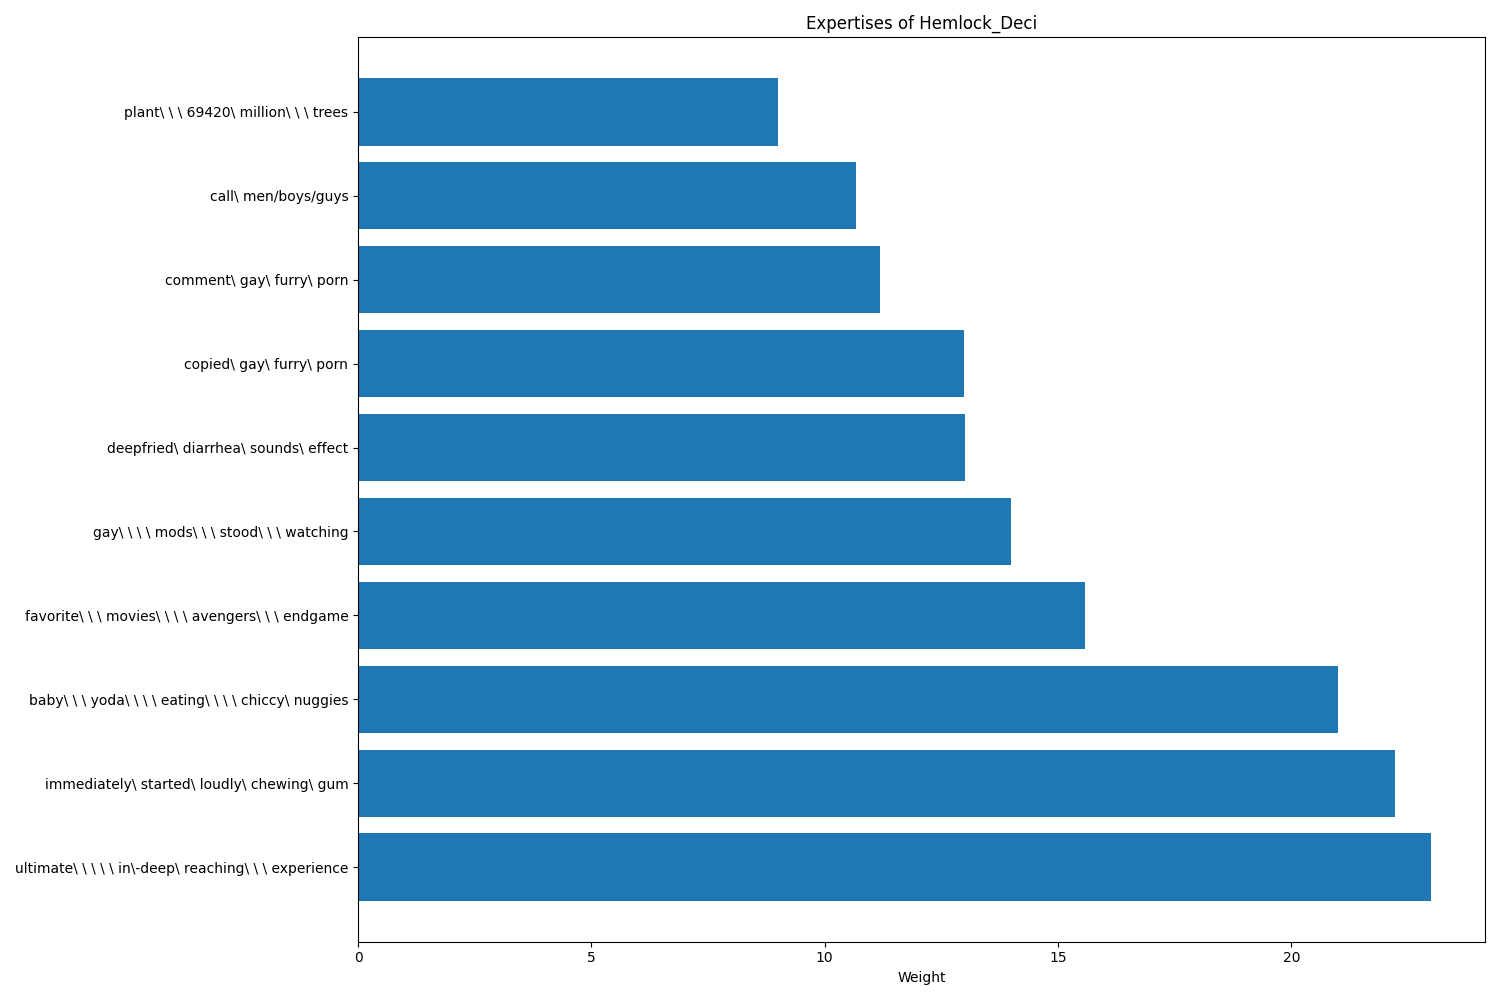 Expertises of Hemlock_Deci
plant\ \ \ 69420\ million\ \ \ trees
call\ men/boys/guys
comment\ gay\ furry\ porn
copied\ gay\ furry\ porn
deepfried\ diarrhea\ sounds\ effect
gay\ \ \ \ mods\ \ \ stood\ \ \ watching
favorite\ \ \ movies\ \ \ \ avengers\ \ \ endgame
baby\ \ \ yoda\ \ \ \ eating\ \ \ \ chiccy\ nuggies
immediately\ started\ loudly\ chewing\ gum
ultimate\ \ \ \ \ in\-deep\ reaching\ \ \ experience
0 5 10 15 20
Weight